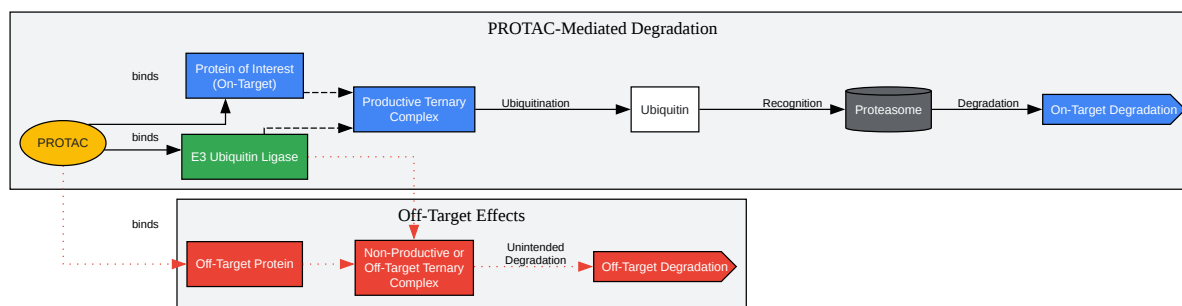 PROTAC-Mediated Degradation
binds
Protein of Interest
(On-Target)
Productive Ternary
Complex
Ubiquitination
Ubiquitin
Recognition
Proteasome
Degradation
On-Target Degradation
PROTAC
binds
E3 Ubiquitin Ligase
Off-Target Effects
binds
Off-Target Protein
Non-Productive or
Off-Target Ternary
Complex
Unintended
Degradation
Off-Target Degradation